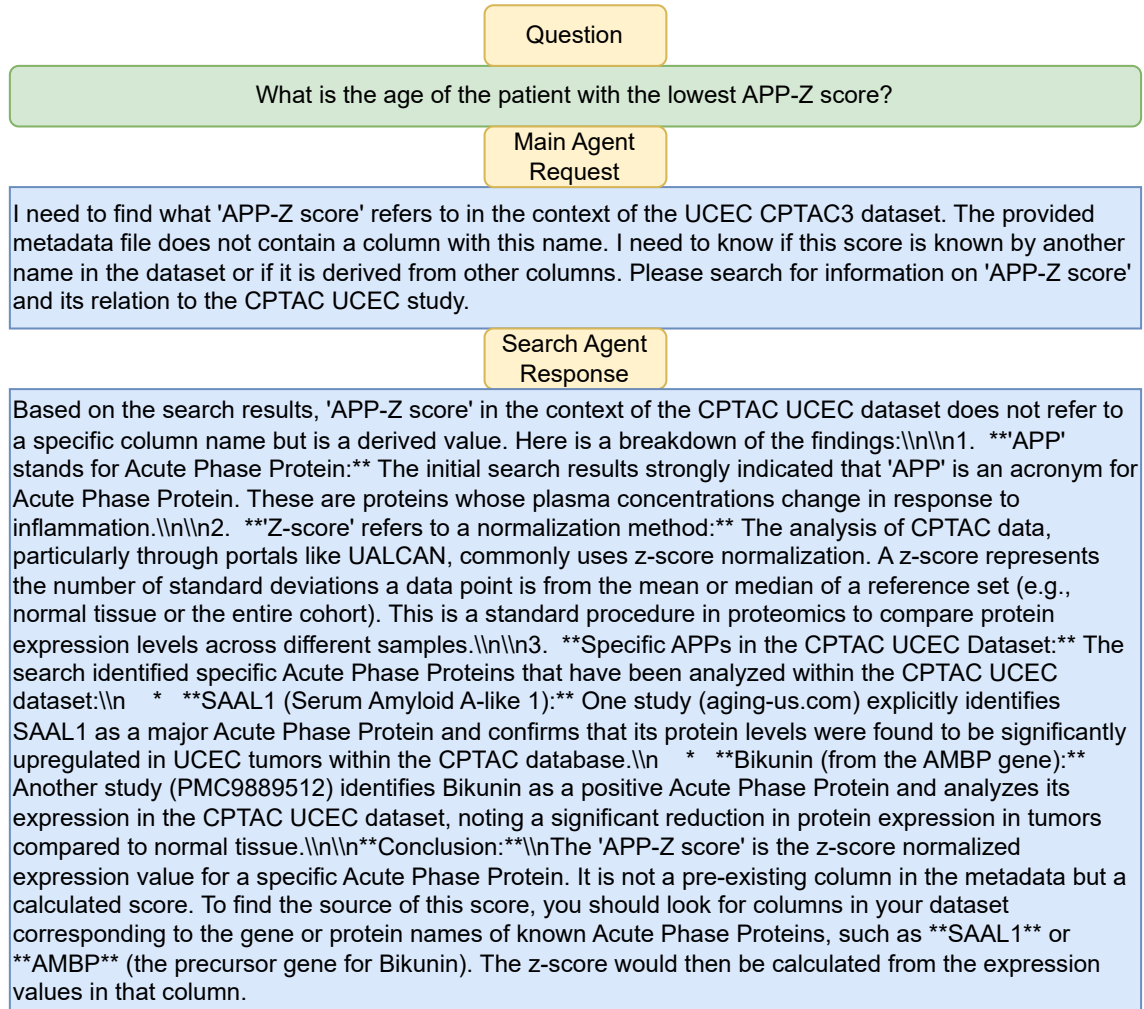 Question
What is the age of the patient with the lowest APP-Z score?
Main Agent
Request
I need to find what 'APP-Z score' refers to in the context of the UCEC CPTAC3 dataset. The provided
metadata file does not contain a column with this name. I need to know if this score is known by another
name in the dataset or if it is derived from other columns. Please search for information on 'APP-Z score'
and its relation to the CPTAC UCEC study.
Search Agent
Response
Based on the search results, 'APP-Z score' in the context of the CPTAC UCEC dataset does not refer to
a specific column name but is a derived value. Here is a breakdown of the findings:\\n\\n1.  **'APP'
stands for Acute Phase Protein:** The initial search results strongly indicated that 'APP' is an acronym for
Acute Phase Protein. These are proteins whose plasma concentrations change in response to
inflammation.\\n\\n2.  **'Z-score' refers to a normalization method:** The analysis of CPTAC data,
particularly through portals like UALCAN, commonly uses z-score normalization. A z-score represents
the number of standard deviations a data point is from the mean or median of a reference set (e.g.,
normal tissue or the entire cohort). This is a standard procedure in proteomics to compare protein
expression levels across different samples.\\n\\n3.  **Specific APPs in the CPTAC UCEC Dataset:** The
search identified specific Acute Phase Proteins that have been analyzed within the CPTAC UCEC
dataset:\\n    *   **SAAL1 (Serum Amyloid A-like 1):** One study (aging-us.com) explicitly identifies
SAAL1 as a major Acute Phase Protein and confirms that its protein levels were found to be significantly
upregulated in UCEC tumors within the CPTAC database.\\n    *   **Bikunin (from the AMBP gene):**
Another study (PMC9889512) identifies Bikunin as a positive Acute Phase Protein and analyzes its
expression in the CPTAC UCEC dataset, noting a significant reduction in protein expression in tumors
compared to normal tissue.\\n\\n**Conclusion:**\\nThe 'APP-Z score' is the z-score normalized
expression value for a specific Acute Phase Protein. It is not a pre-existing column in the metadata but a
calculated score. To find the source of this score, you should look for columns in your dataset
corresponding to the gene or protein names of known Acute Phase Proteins, such as **SAAL1** or
**AMBP** (the precursor gene for Bikunin). The z-score would then be calculated from the expression
values in that column.